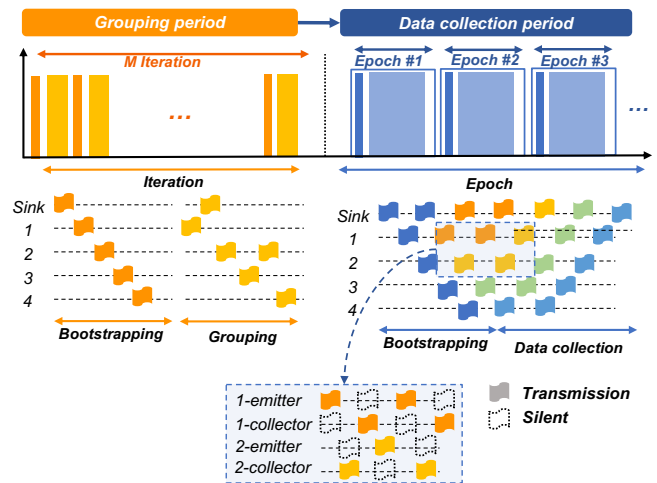 Grouping period
Data collection period
M Iteration
Epoch #1
Epoch #2
Epoch #3
...
...
Iteration
Epoch
Sink
1
2
3
4
Sink
1
2
3
4
Bootstrapping
Grouping
Bootstrapping
Data collection
1-emitter
1-collector
2-emitter
2-collector
Transmission
Silent